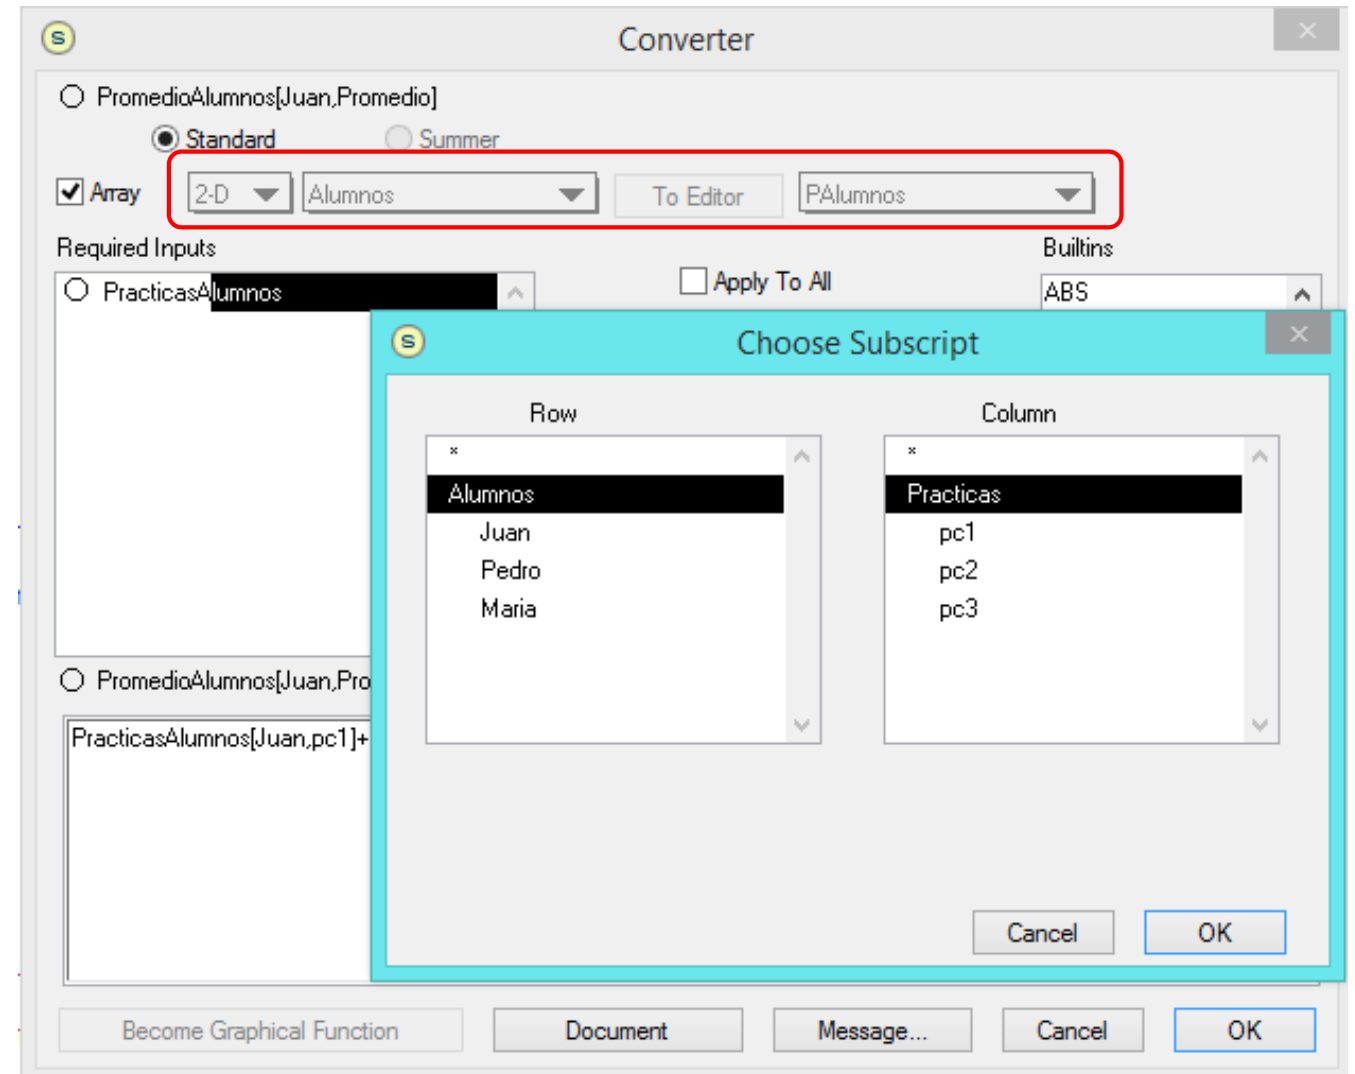 S
Converter
PromedioAlumnos[Juan,Promedio]
Standard Summer
Array 2-D Alumnos To Editor PAlumnos
Required Inputs Builtins
PracticasAlumnos Apply To All ABS
S
Choose Subscript
Row Column
* *
Alumnos Practicas
Juan pc1
Pedro pc2
Maria pc3
PromedioAlumnos[Juan,Pro
PracticasAlumnos[Juan,pc1]+
Cancel OK
Become Graphical Function Document Message... Cancel OK